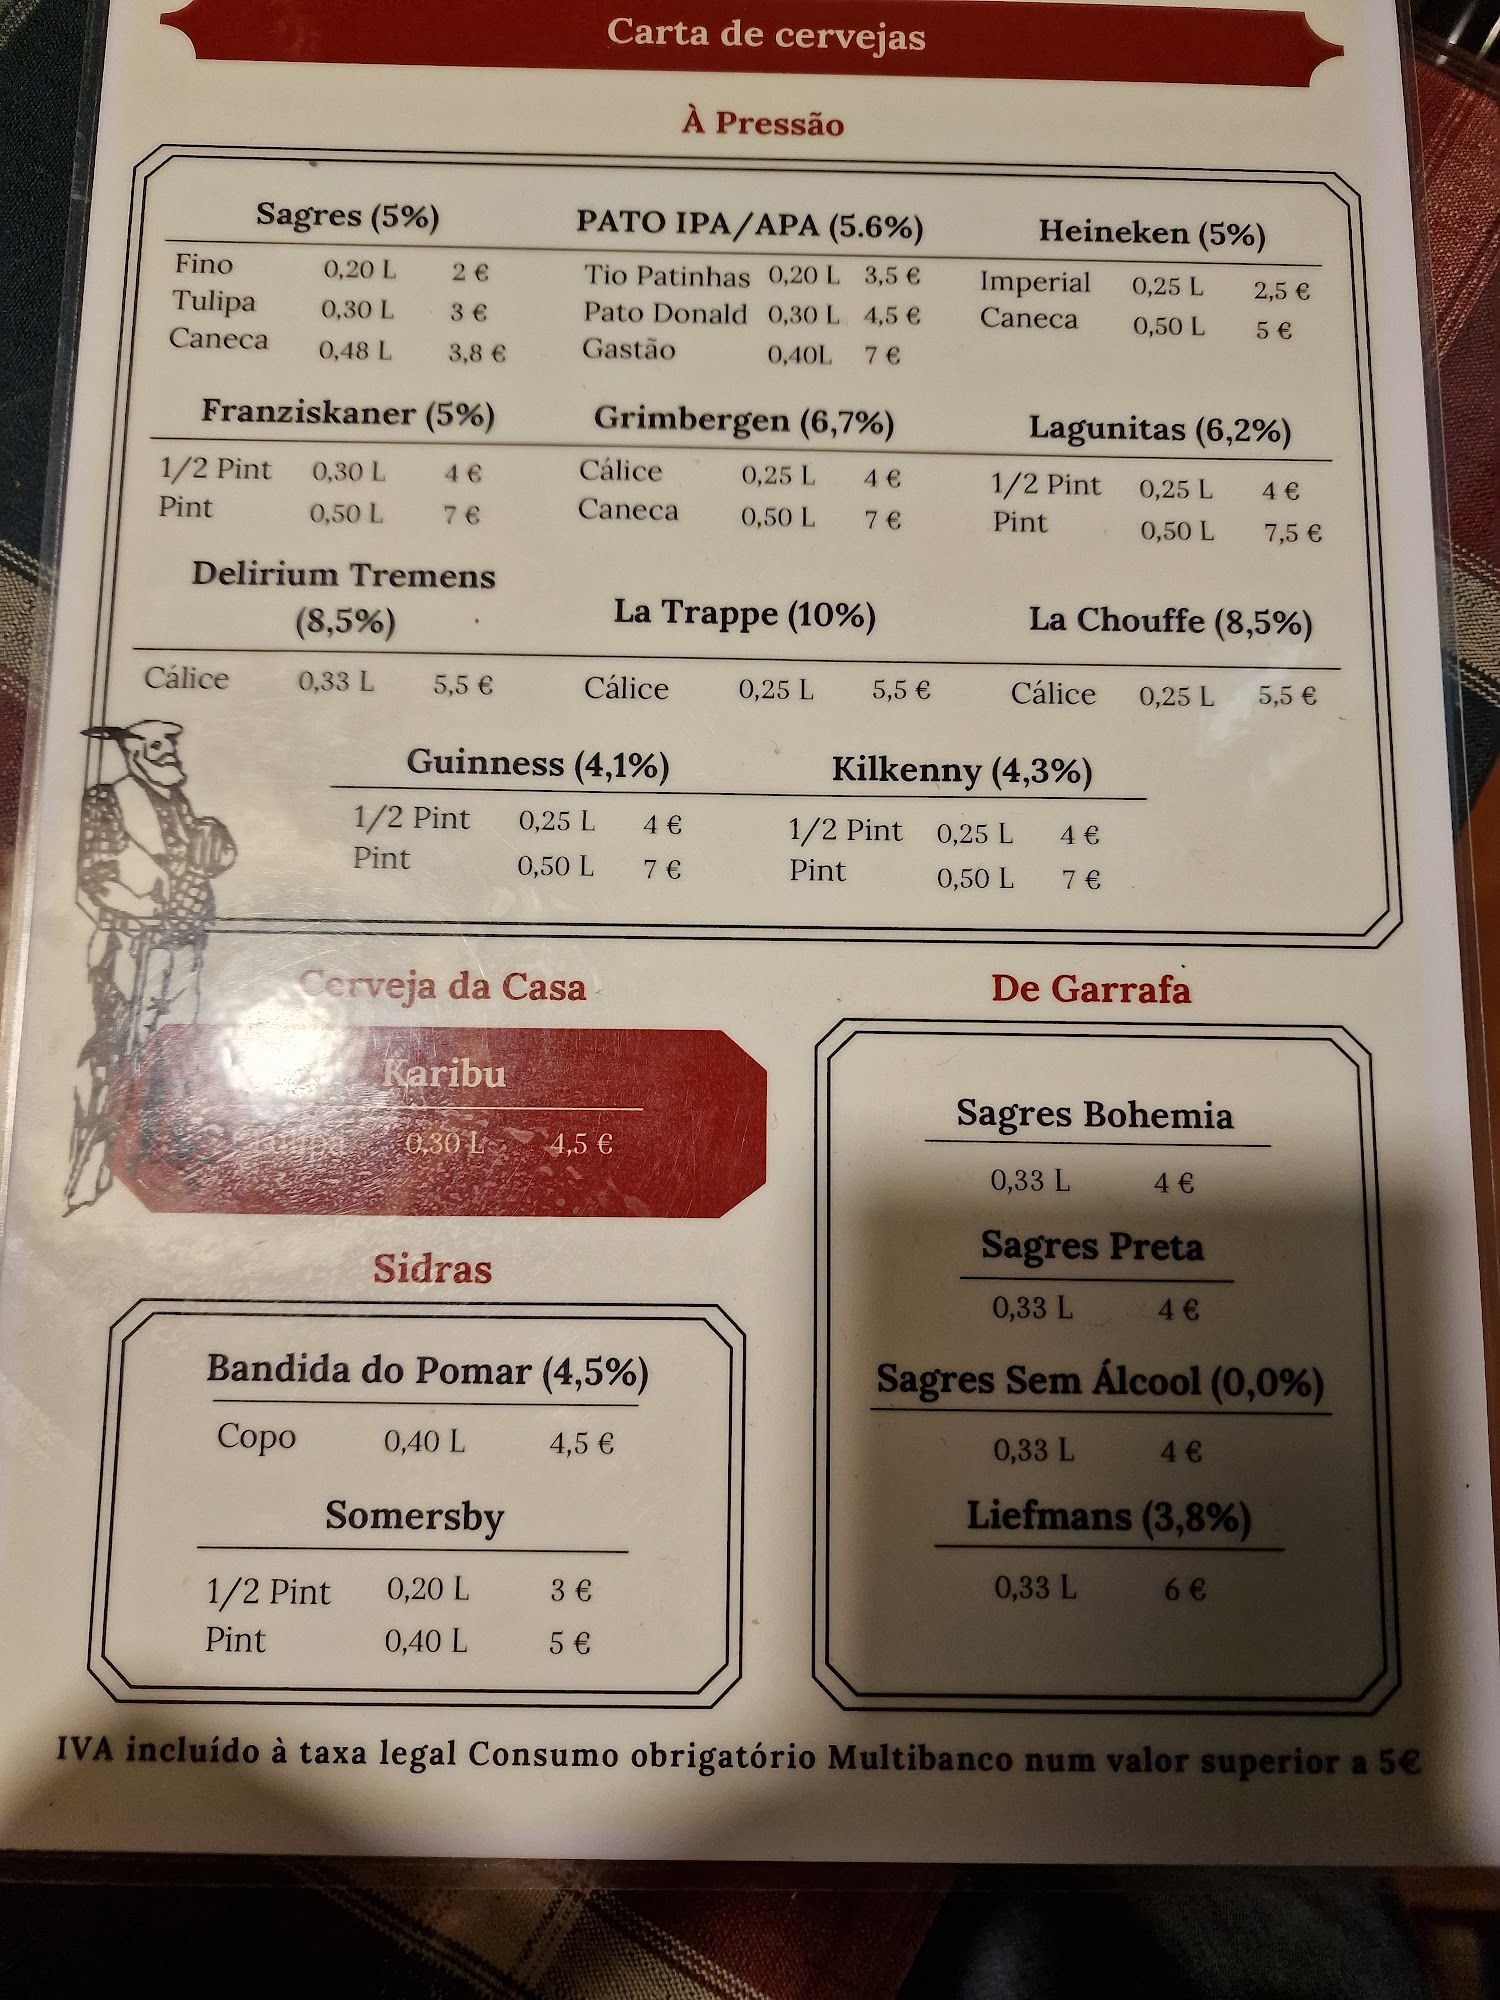 Carta de cervejas
À Pressão
Sagres (5%)
Fino 0,20 L 2 €
Tulipa 0,30 L 3 €
Caneca 0,48 L 3,8 €
PATO IPA/APA (5.6%)
Tio Patinhas 0,20 L 3,5 €
Pato Donald 0,30 L 4,5 €
Gastão 0,40L 7 €
Heineken (5%)
Imperial 0,25 L 2,5 €
Caneca 0,50 L 5 €
Franziskaner (5%)
1/2 Pint 0,30 L 4 €
Pint 0,50 L 7 €
Grimbergen (6,7%)
Cálice 0,25 L 4 €
Caneca 0,50 L 7 €
Lagunitas (6,2%)
1/2 Pint 0,25 L 4 €
Pint 0,50 L 7,5 €
Delirium Tremens
(8,5%)
Cálice 0,33 L 5,5 €
La Trappe (10%)
Cálice 0,25 L 5,5 €
La Chouffe (8,5%)
Cálice 0,25 L 5,5 €
Guinness (4,1%)
1/2 Pint 0,25 L 4 €
Pint 0,50 L 7 €
Kilkenny (4,3%)
1/2 Pint 0,25 L 4 €
Pint 0,50 L 7 €
Cerveja da Casa
Karibu
Tulipa 0,30 L 4,5 €
Sidras
Bandida do Pomar (4,5%)
Copo 0,40 L 4,5 €
Somersby
1/2 Pint 0,20 L 3 €
Pint 0,40 L 5 €
De Garrafa
Sagres Bohemia
0,33 L 4 €
Sagres Preta
0,33 L 4 €
Sagres Sem Álcool (0,0%)
0,33 L 4 €
Liefmans (3,8%)
0,33 L 6 €
IVA incluído à taxa legal Consumo obrigatório Multibanco num valor superior a 5€